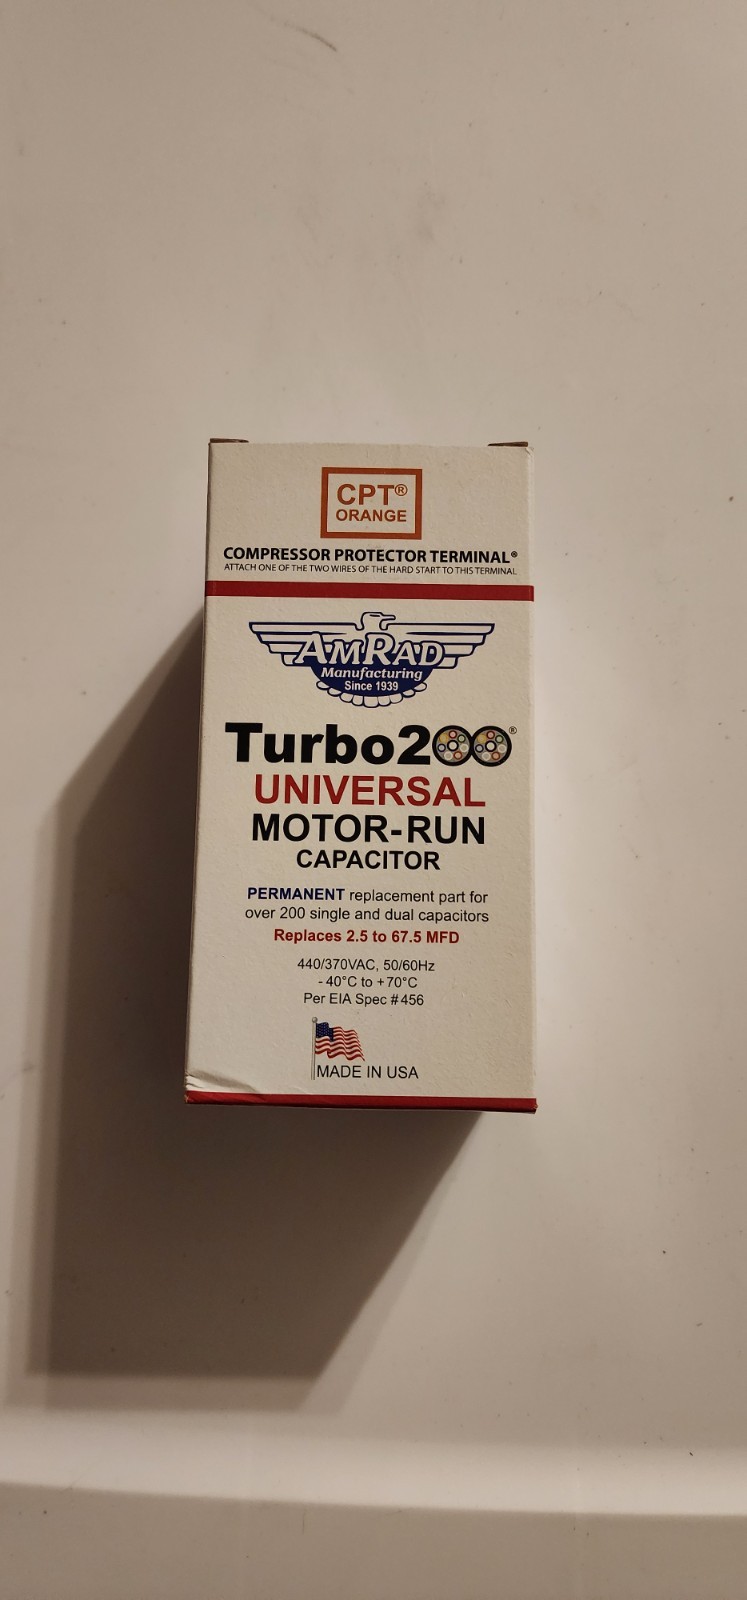 CPT®
ORANGE
COMPRESSOR PROTECTOR TERMINAL®
ATTACH ONE OF THE TWO WIRES OF THE HARD START TO THIS TERMINAL
AMRAD
Manufacturing
Since 1939
Turbo200®
UNIVERSAL
MOTOR-RUN
CAPACITOR
PERMANENT replacement part for
over 200 single and dual capacitors
Replaces 2.5 to 67.5 MFD
440/370VAC, 50/60Hz
- 40°C to +70°C
Per EIA Spec #456
MADE IN USA